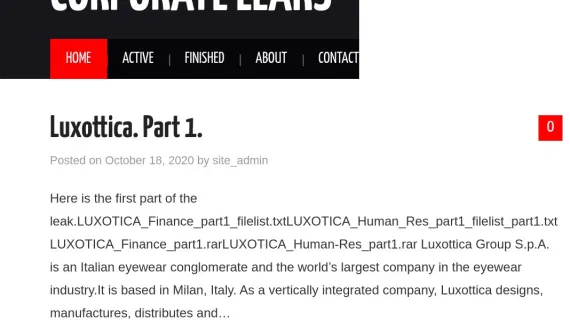 CORPORATE LEAKS
HOME | ACTIVE | FINISHED | ABOUT | CONTACT
Luxottica. Part 1.
0
Posted on October 18, 2020 by site_admin
Here is the first part of the
leak.LUXOTICA_Finance_part1_filelist.txtLUXOTICA_Human_Res_part1_filelist_part1.txt
LUXOTICA_Finance_part1.rarLUXOTICA_Human-Res_part1.rar Luxottica Group S.p.A.
is an Italian eyewear conglomerate and the world’s largest company in the eyewear
industry.It is based in Milan, Italy. As a vertically integrated company, Luxottica designs,
manufactures, distributes and…